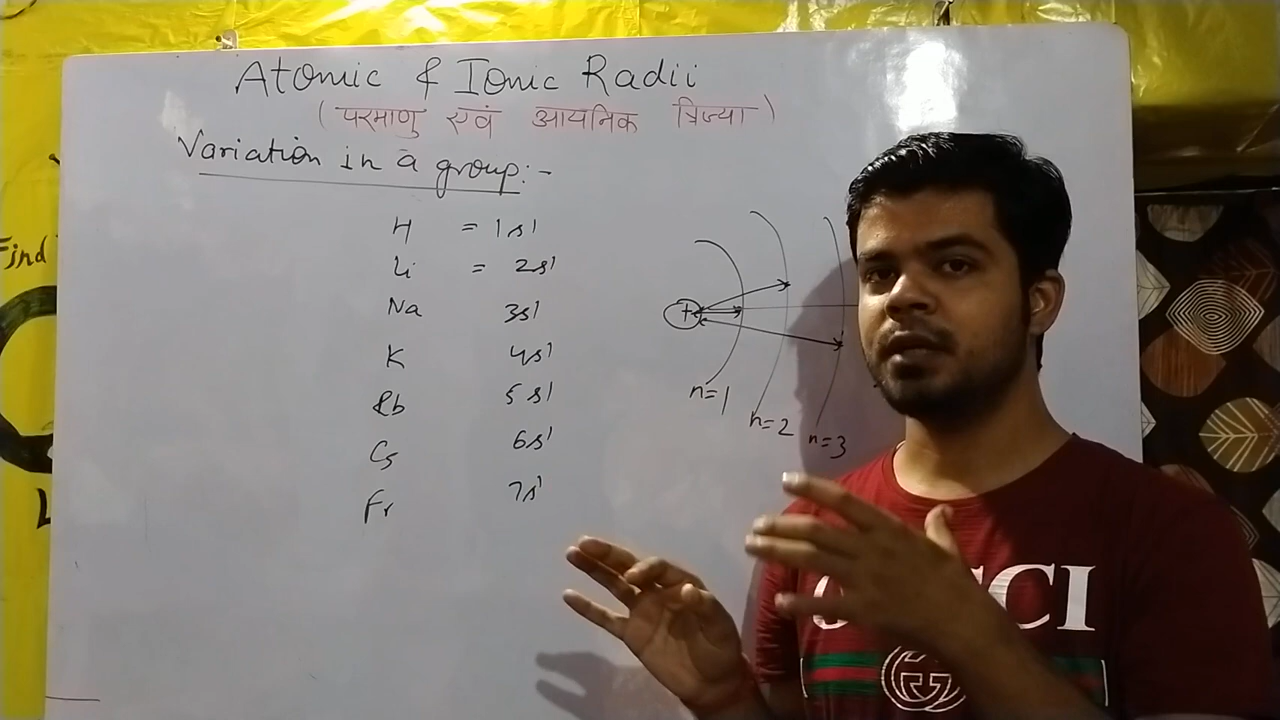 Atomic & Ionic Radii
(परमाणु एवं आयनिक त्रिज्या)
Variation in a group:-
H = 1s¹
Li = 2s¹
Na 3s¹
K 4s¹
Rb 5s¹
Cs 6s¹
Fr 7s¹
+
n=1
n=2
n=3
Find
CCI